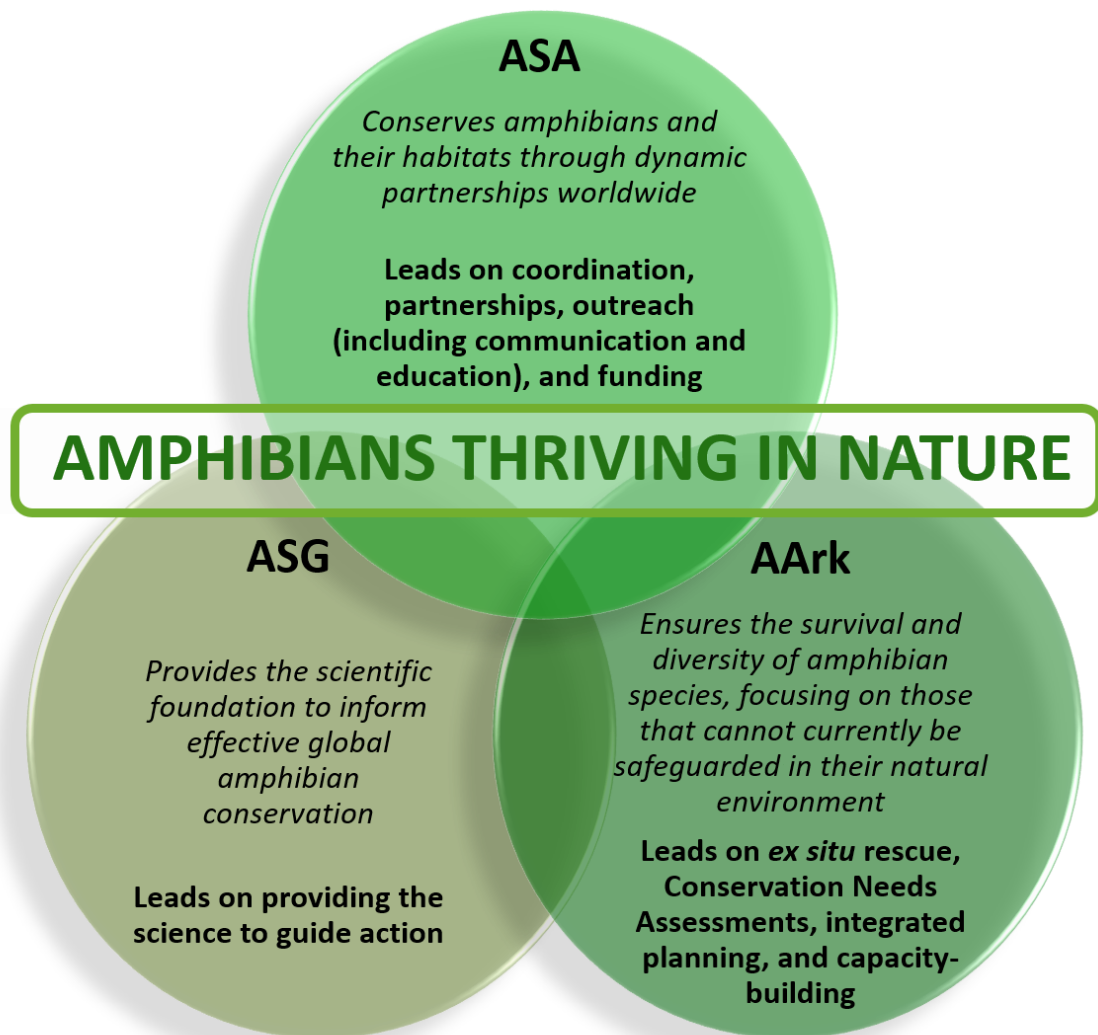 ASA
Conserves amphibians and
their habitats through dynamic
partnerships worldwide
Leads on coordination,
partnerships, outreach
(including communication and
education), and funding
AMPHIBIANS THRIVING IN NATURE
ASG
Provides the scientific
foundation to inform
effective global
amphibian
conservation
Leads on providing the
science to guide action
AArk
Ensures the survival and
diversity of amphibian
species, focusing on those
that cannot currently be
safeguarded in their natural
environment
Leads on ex situ rescue,
Conservation Needs
Assessments, integrated
planning, and capacity-
building